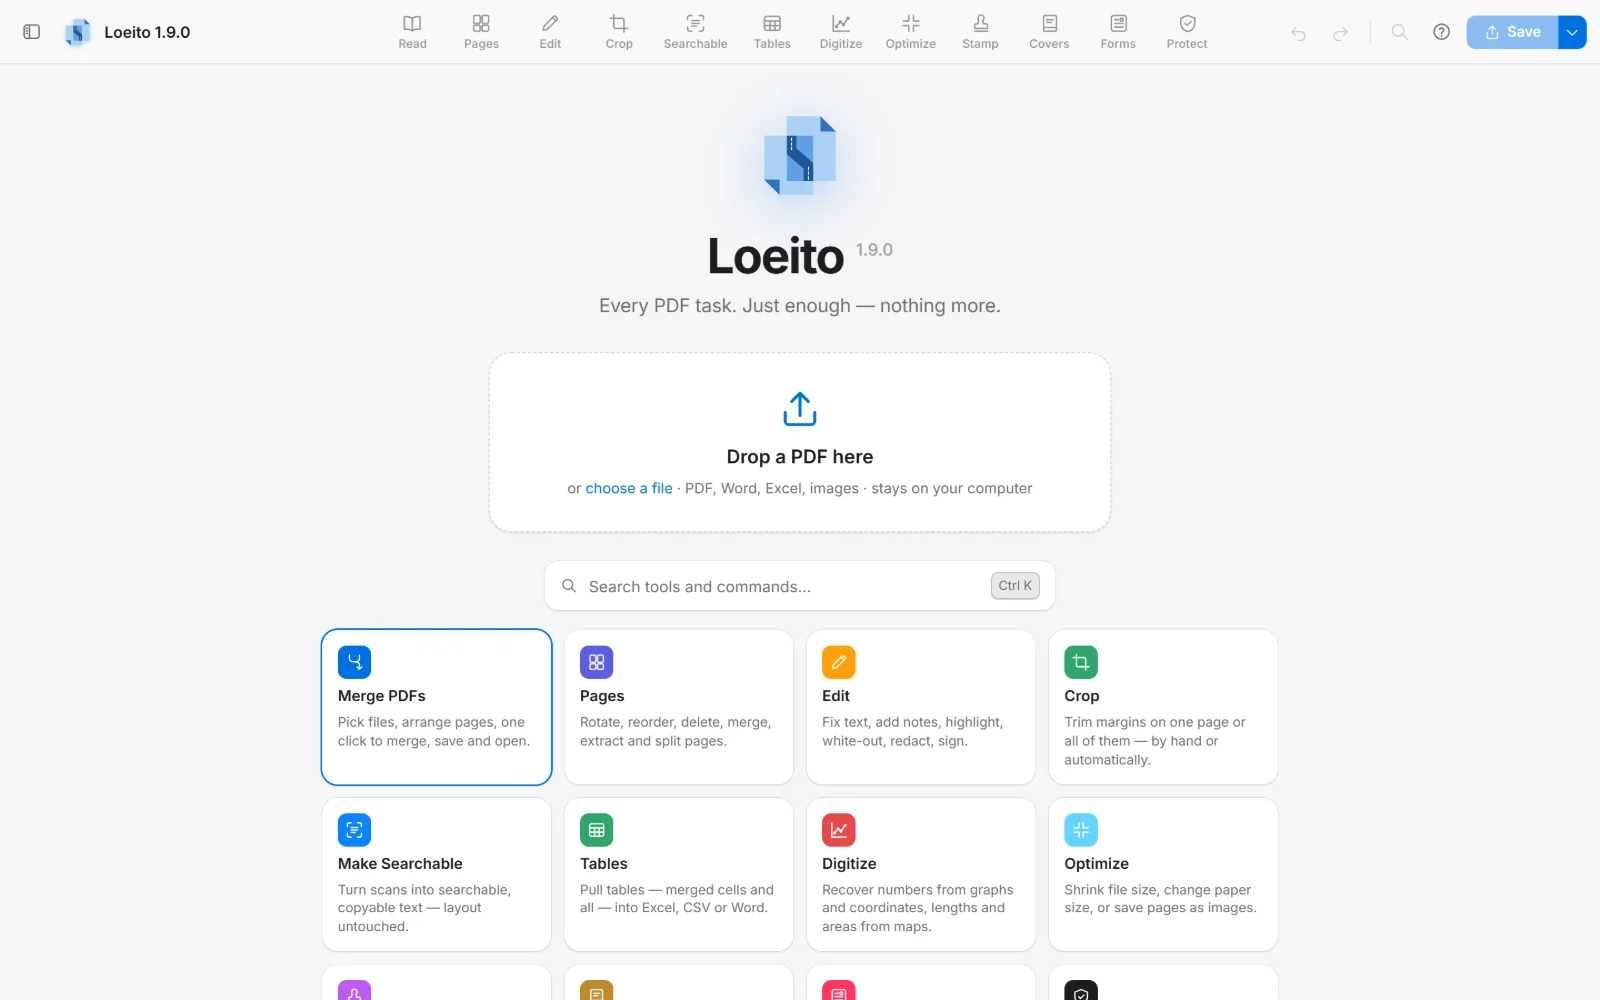 Loeito 1.9.0
Read
Pages
Edit
Crop
Searchable
Tables
Digitize
Optimize
Stamp
Covers
Forms
Protect
Save
Loeito 1.9.0
Every PDF task. Just enough — nothing more.
Drop a PDF here
or choose a file · PDF, Word, Excel, images · stays on your computer
Search tools and commands...
Ctrl K
Merge PDFs
Pick files, arrange pages, one
click to merge, save and open.
Pages
Rotate, reorder, delete, merge,
extract and split pages.
Edit
Fix text, add notes, highlight,
white-out, redact, sign.
Crop
Trim margins on one page or
all of them — by hand or
automatically.
Make Searchable
Turn scans into searchable,
copyable text — layout
untouched.
Tables
Pull tables — merged cells and
all — into Excel, CSV or Word.
Digitize
Recover numbers from graphs
and coordinates, lengths and
areas from maps.
Optimize
Shrink file size, change paper
size, or save pages as images.